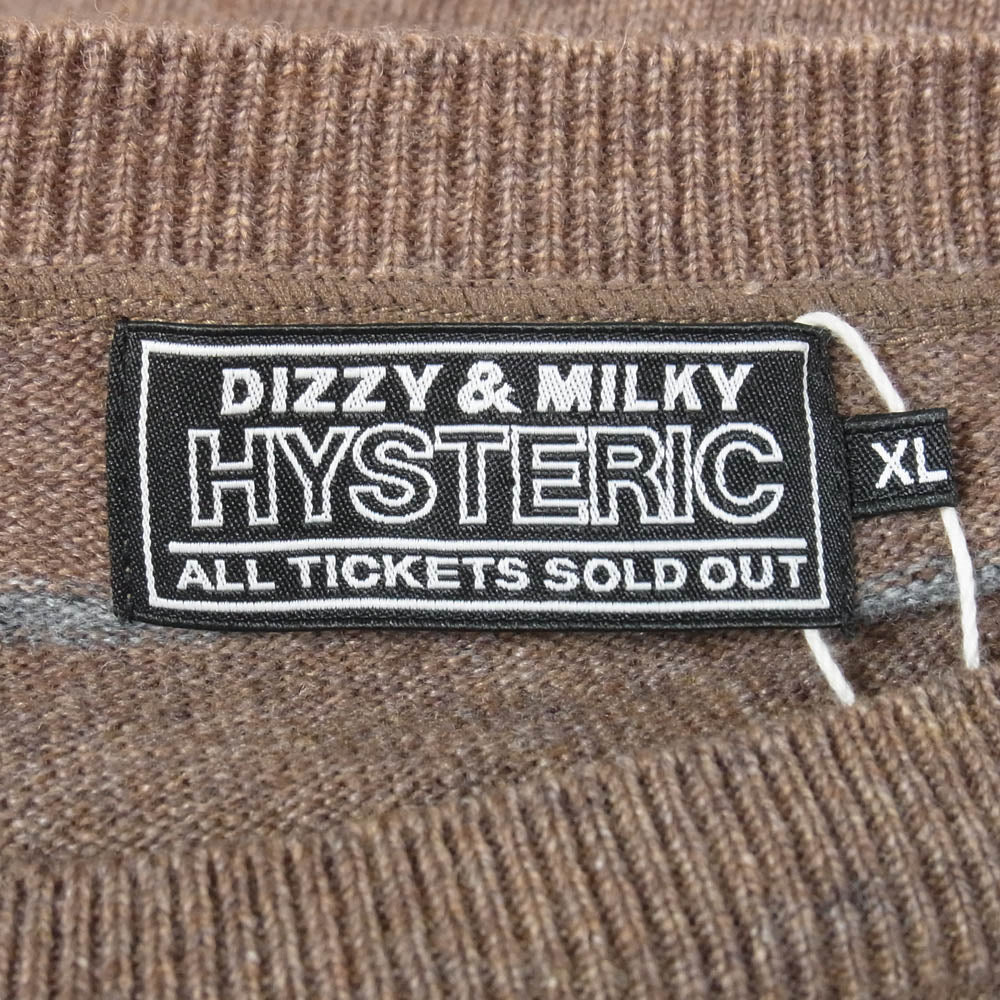 DIZZY & MILKY
HYSTERIC
ALL TICKETS SOLD OUT
XL